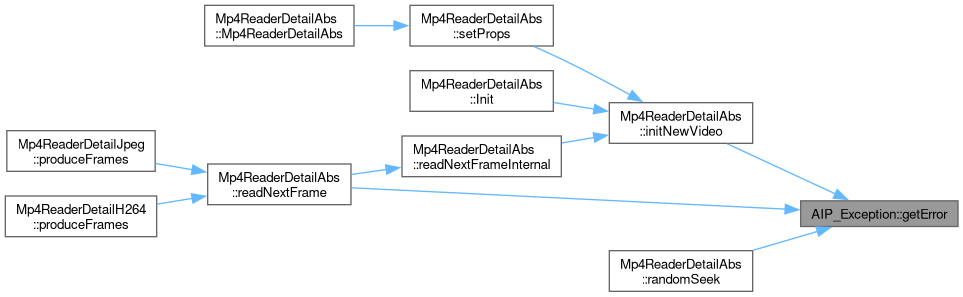 Mp4ReaderDetailAbs
::Mp4ReaderDetailAbs
Mp4ReaderDetailAbs
::setProps
Mp4ReaderDetailAbs
::Init
Mp4ReaderDetailAbs
::initNewVideo
Mp4ReaderDetailJpeg
::produceFrames
Mp4ReaderDetailAbs
::readNextFrameInternal
Mp4ReaderDetailAbs
::readNextFrame
Mp4ReaderDetailH264
::produceFrames
AIP_Exception::getError
Mp4ReaderDetailAbs
::randomSeek